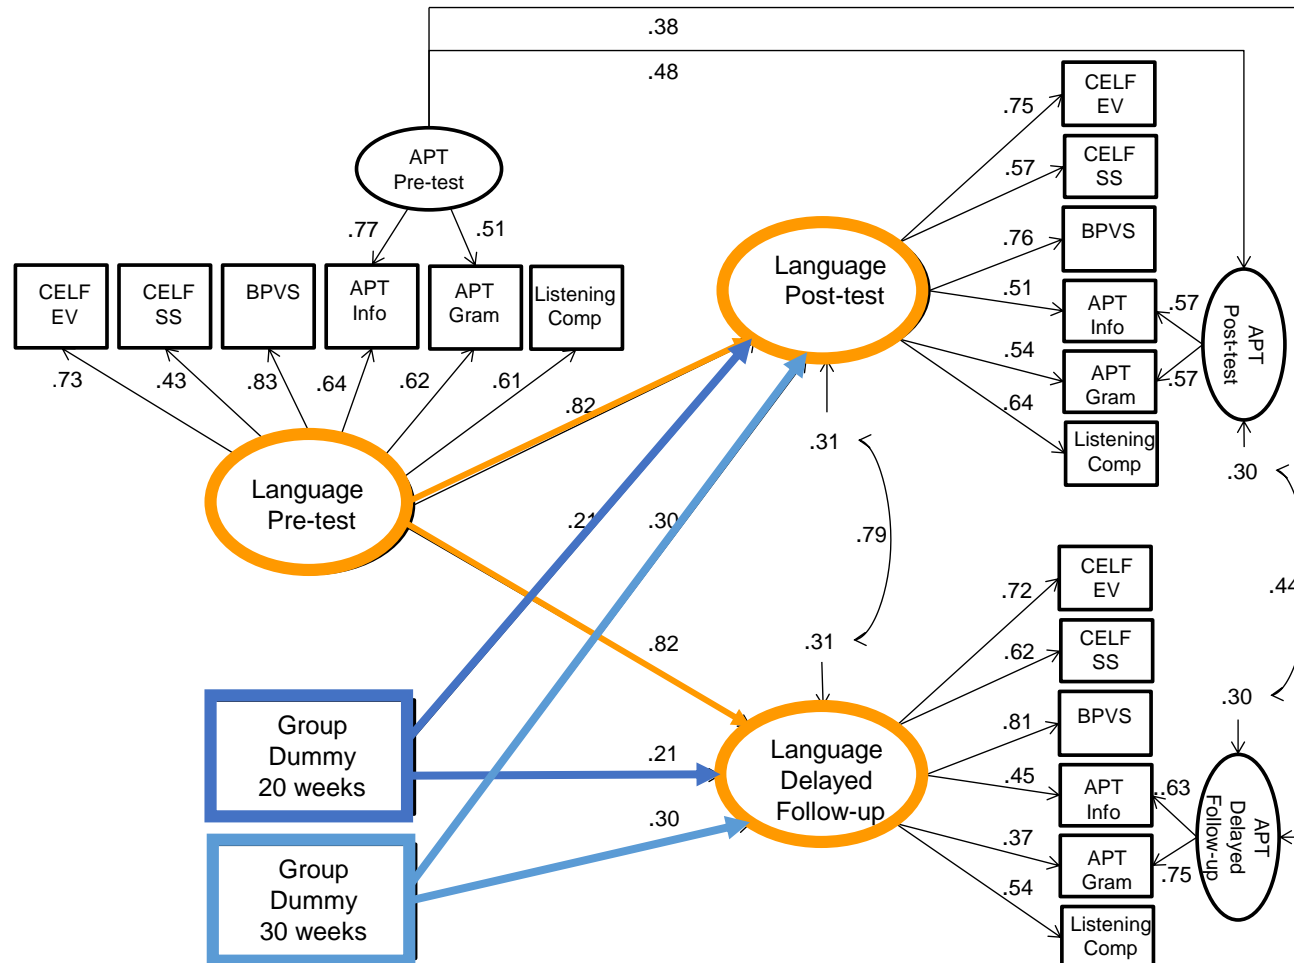 .38
.48
APT
Pre-test
.77
.51
CELF
EV
CELF
SS
BPVS
APT
Info
APT
Gram
Listening
Comp
.73
.43
.83
.64
.62
.61
Language
Pre-test
.82
.21
.30
.82
Group
Dummy
20 weeks
.21
Group
Dummy
30 weeks
.30
Language
Post-test
.75
.57
.76
.51
.54
.64
CELF
EV
CELF
SS
BPVS
APT
Info
APT
Gram
Listening
Comp
.57
.57
APT
Post-test
.30
.31
.79
.31
.44
.30
Language
Delayed
Follow-up
.72
.62
.81
.45
.37
.54
CELF
EV
CELF
SS
BPVS
APT
Info
APT
Gram
Listening
Comp
.63
.75
APT
Delayed
Follow-up